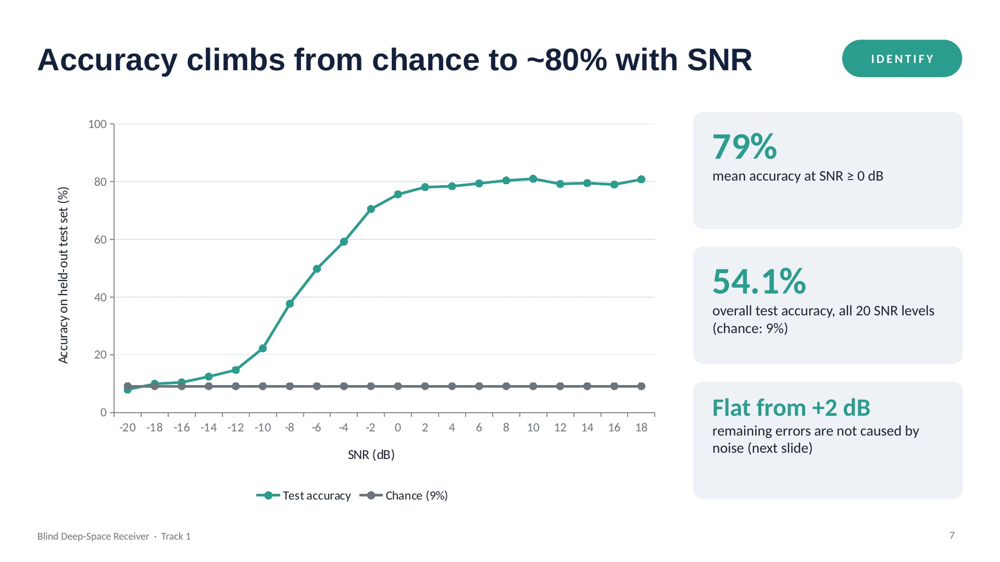 Accuracy climbs from chance to ~80% with SNR
IDENTIFY
100
80
60
40
20
0
Accuracy on held-out test set (%)
-20 -18 -16 -14 -12 -10 -8 -6 -4 -2 0 2 4 6 8 10 12 14 16 18
SNR (dB)
Test accuracy Chance (9%)
79%
mean accuracy at SNR ≥ 0 dB
54.1%
overall test accuracy, all 20 SNR levels
(chance: 9%)
Flat from +2 dB
remaining errors are not caused by
noise (next slide)
Blind Deep-Space Receiver · Track 1
7